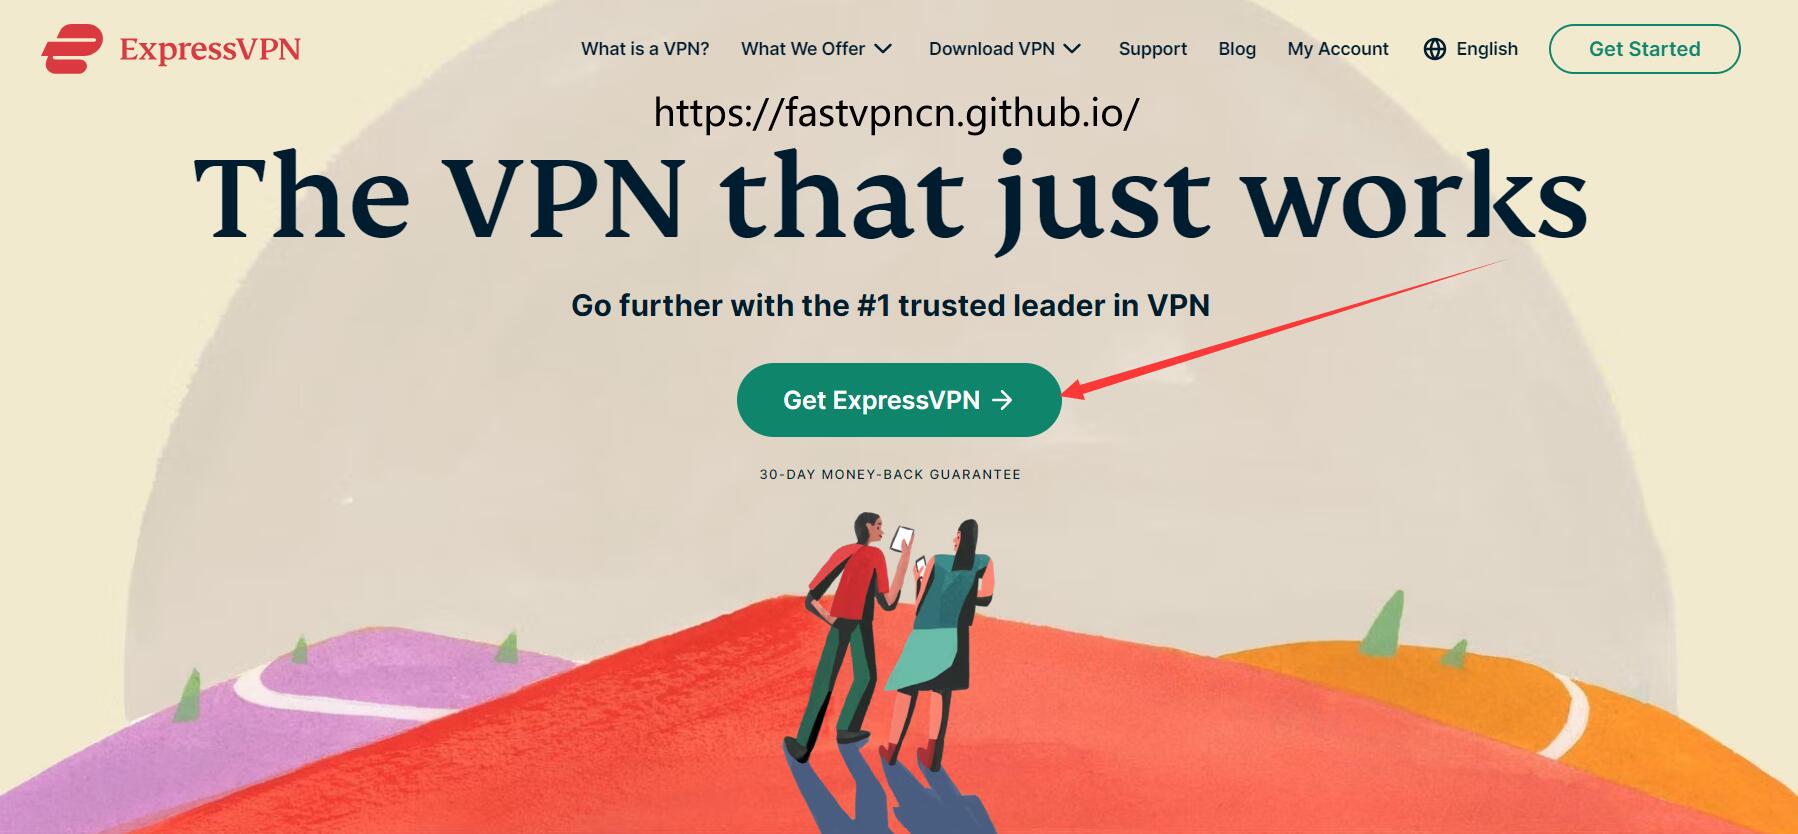 ExpressVPN
What is a VPN? What We Offer Download VPN Support Blog My Account English Get Started
https://fastvpncn.github.io/
The VPN that just works
Go further with the #1 trusted leader in VPN
Get ExpressVPN →
30-DAY MONEY-BACK GUARANTEE